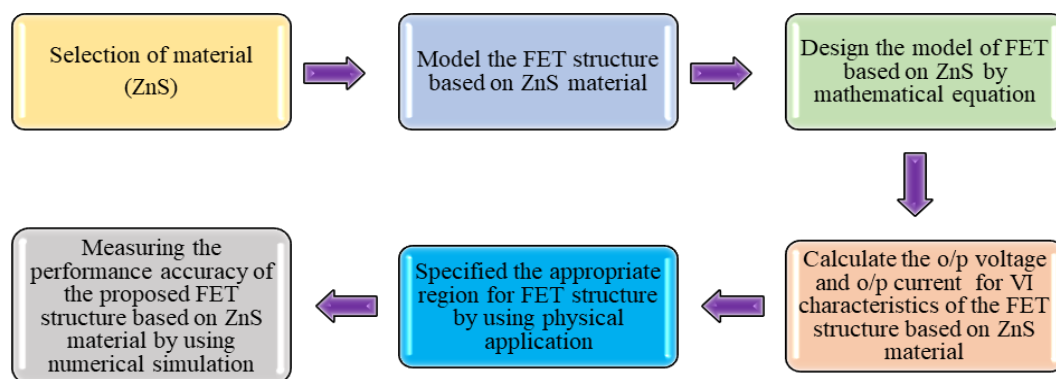 Selection of material
(ZnS)
Model the FET structure
based on ZnS material
Design the model of FET
based on ZnS by
mathematical equation
Calculate the o/p voltage
and o/p current for VI
characteristics of the FET
structure based on ZnS
material
Specified the appropriate
region for FET structure
by using physical
application
Measuring the
performance accuracy of
the proposed FET
structure based on ZnS
material by using
numerical simulation